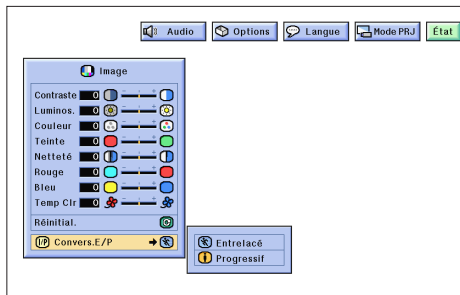 Audio
Options
Langue
Mode PRJ
État
Image
Contraste 0
Luminos. 0
Couleur 0
Teinte 0
Netteté 0
Rouge 0
Bleu 0
Temp Clr 0
Réinitial.
I/P Convers.E/P
Entrelacé
Progressif